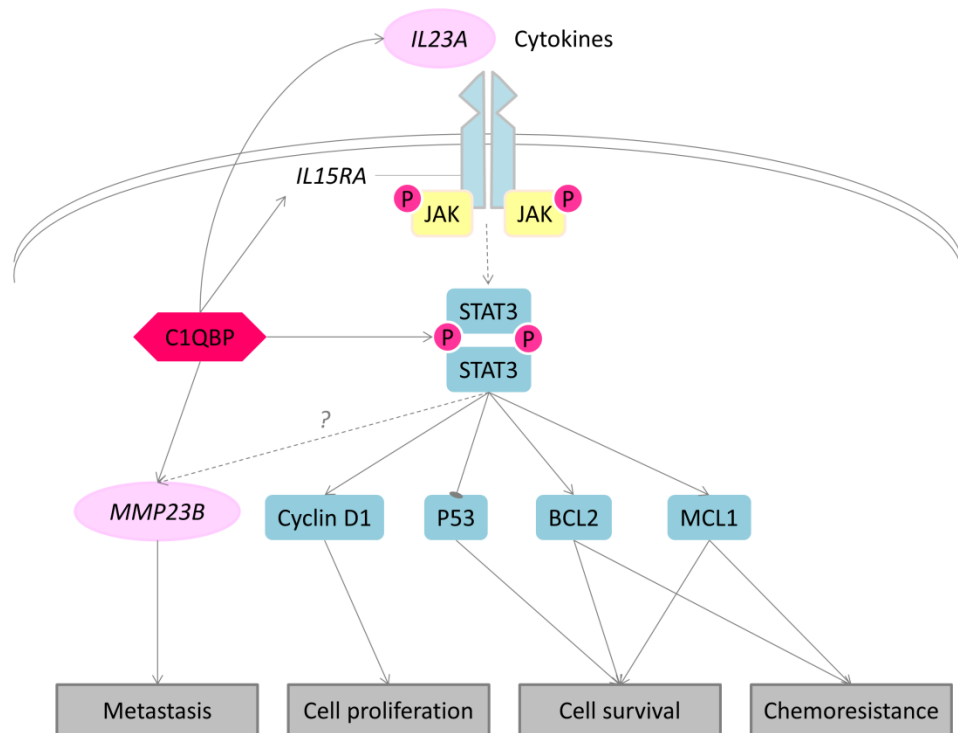 IL23A Cytokines
IL15RA
P JAK JAK P
STAT3
C1QBP P P
STAT3
?
MMP23B Cyclin D1 P53 BCL2 MCL1
Metastasis Cell proliferation Cell survival Chemoresistance